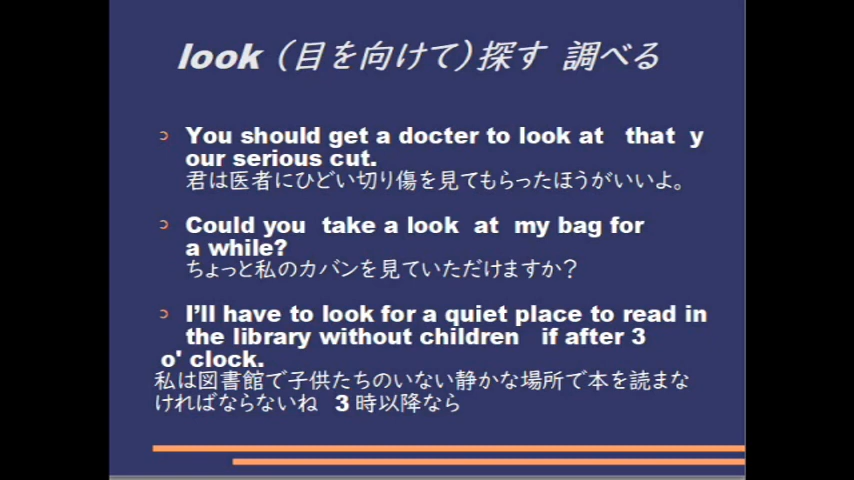 look（目を向けて）探す 調べる
You should get a docter to look at that y
our serious cut.
君は医者にひどい切り傷を見てもらったほうがいいよ。
Could you take a look at my bag for
a while?
ちょっと私のカバンを見ていただけますか？
I'll have to look for a quiet place to read in
the library without children if after 3
o' clock.
私は図書館で子供たちのいない静かな場所で本を読まな
ければならないね 3時以降なら